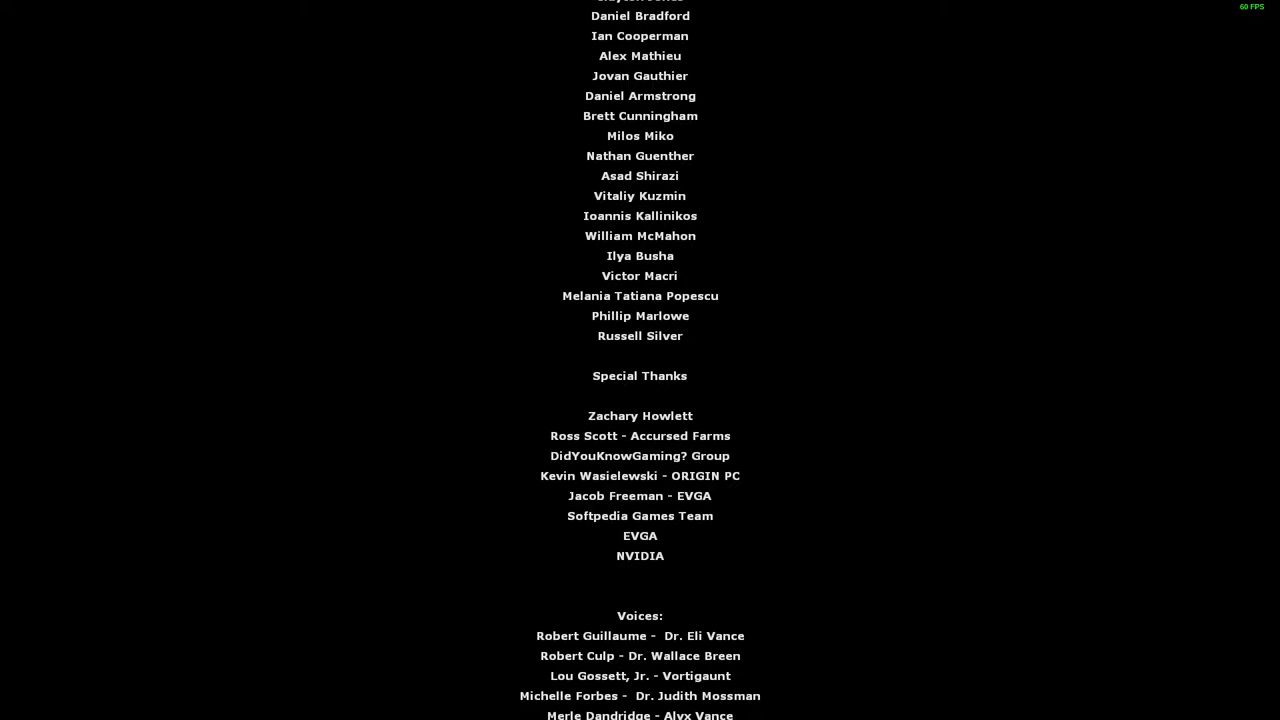 60 FPS
Daniel Bradford
Ian Cooperman
Alex Mathieu
Jovan Gauthier
Daniel Armstrong
Brett Cunningham
Milos Miko
Nathan Guenther
Asad Shirazi
Vitaliy Kuzmin
Ioannis Kallinikos
William McMahon
Ilya Busha
Victor Macri
Melania Tatiana Popescu
Phillip Marlowe
Russell Silver
Special Thanks
Zachary Howlett
Ross Scott - Accursed Farms
DidYouKnowGaming? Group
Kevin Wasielewski - ORIGIN PC
Jacob Freeman - EVGA
Softpedia Games Team
EVGA
NVIDIA
Voices:
Robert Guillaume -  Dr. Eli Vance
Robert Culp - Dr. Wallace Breen
Lou Gossett, Jr. - Vortigaunt
Michelle Forbes -  Dr. Judith Mossman
Merle Dandridge - Alyx Vance